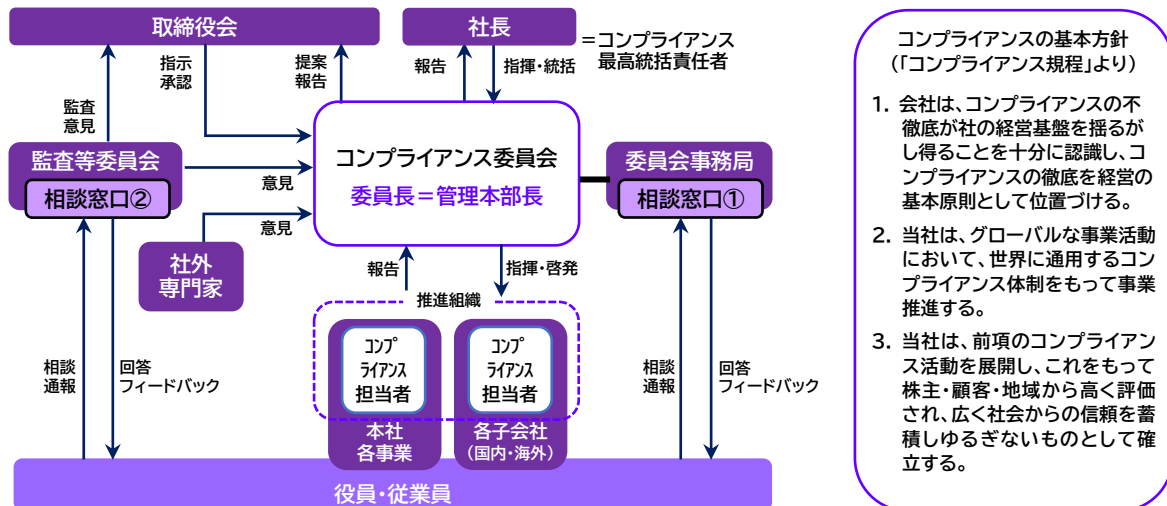 取締役会
社長
=コンプライアンス
最高統括責任者
指示
承認
提案
報告
報告
指揮・統括
監査
意見
監査等委員会
相談窓口②
意見
コンプライアンス委員会
委員長=管理本部長
委員会事務局
相談窓口①
社外
専門家
意見
報告
指揮・啓発
推進組織
コンプ
ライアンス
担当者
コンプ
ライアンス
担当者
本社
各事業
各子会社
(国内・海外)
相談
通報
回答
フィードバック
相談
通報
回答
フィードバック
役員・従業員
コンプライアンスの基本方針
(「コンプライアンス規程」より)
1. 会社は、コンプライアンスの不
徹底が社の経営基盤を揺るが
し得ることを十分に認識し、コ
ンプライアンスの徹底を経営の
基本原則として位置づける。
2. 当社は、グローバルな事業活動
において、世界に通用するコン
プライアンス体制をもって事業
推進する。
3. 当社は、前項のコンプライアン
ス活動を展開し、これをもって
株主・顧客・地域から高く評価
され、広く社会からの信頼を蓄
積しゆるぎないものとして確
立する。